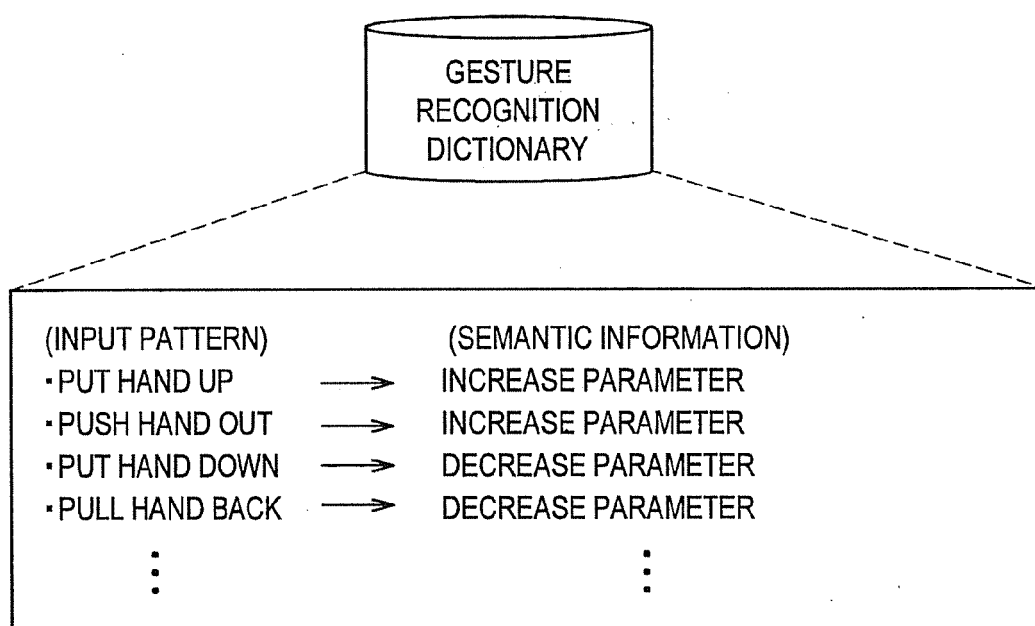 GESTURE
RECOGNITION
DICTIONARY
(INPUT PATTERN) (SEMANTIC INFORMATION)
▪PUT HAND UP → INCREASE PARAMETER
▪PUSH HAND OUT → INCREASE PARAMETER
▪PUT HAND DOWN → DECREASE PARAMETER
▪PULL HAND BACK → DECREASE PARAMETER
⋮ ⋮